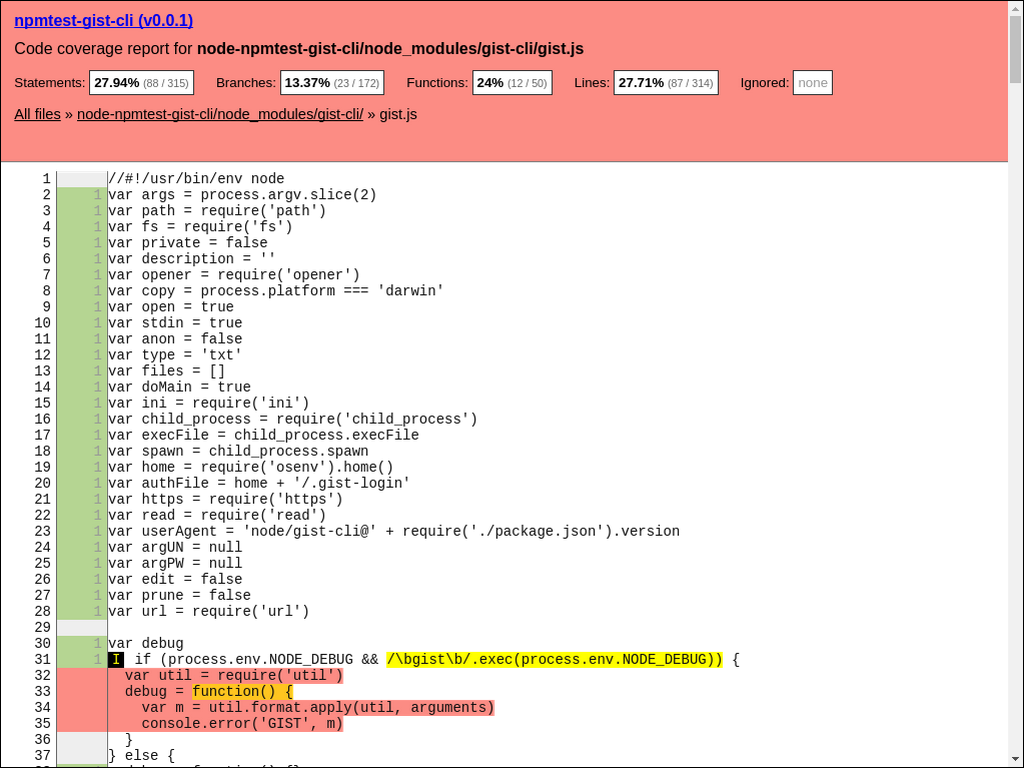 npmtest-gist-cli (v0.0.1)
Code coverage report for node-npmtest-gist-cli/node_modules/gist-cli/gist.js
Statements: 27.94% (88 / 315) Branches: 13.37% (23 / 172) Functions: 24% (12 / 50) Lines: 27.71% (87 / 314) Ignored: none
All files » node-npmtest-gist-cli/node_modules/gist-cli/ » gist.js
1 //#!/usr/bin/env node
2 1 var args = process.argv.slice(2)
3 1 var path = require('path')
4 1 var fs = require('fs')
5 1 var private = false
6 1 var description = ''
7 1 var opener = require('opener')
8 1 var copy = process.platform === 'darwin'
9 1 var open = true
10 1 var stdin = true
11 1 var anon = false
12 1 var type = 'txt'
13 1 var files = []
14 1 var doMain = true
15 1 var ini = require('ini')
16 1 var child_process = require('child_process')
17 1 var execFile = child_process.execFile
18 1 var spawn = child_process.spawn
19 1 var home = require('osenv').home()
20 1 var authFile = home + '/.gist-login'
21 1 var https = require('https')
22 1 var read = require('read')
23 1 var userAgent = 'node/gist-cli@' + require('./package.json').version
24 1 var argUN = null
25 1 var argPW = null
26 1 var edit = false
27 1 var prune = false
28 1 var url = require('url')
29
30 1 var debug
31 1 I if (process.env.NODE_DEBUG && /\bgist\b/.exec(process.env.NODE_DEBUG)) {
32 var util = require('util')
33 debug = function() {
34 var m = util.format.apply(util, arguments)
35 console.error('GIST', m)
36 }
37 } else {